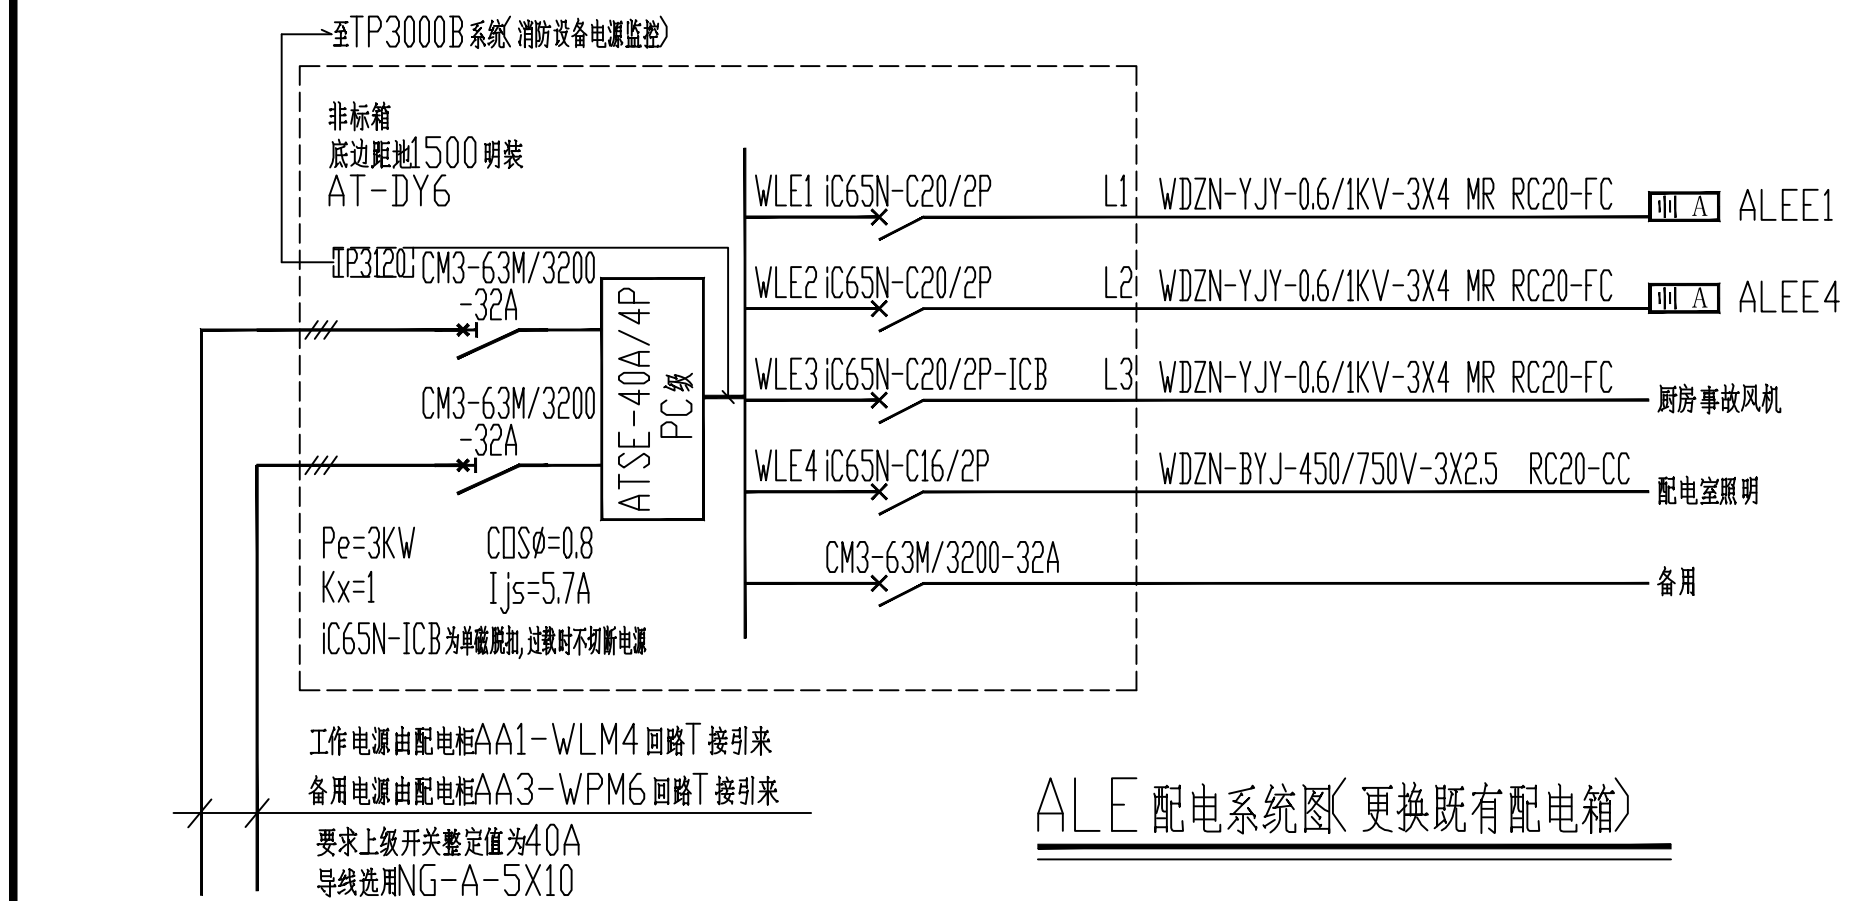 至TP3000B系统(消防设备电源监控)
非标箱
底边距地1500明装
AT-DY6
TP3120
CM3-63M/3200
-32A
CM3-63M/3200
-32A
ATSE-40A/4P
PC级
WLE1 iC65N-C20/2P L1 WDZN-YJY-0.6/1KV-3X4 MR RC20-FC A ALEE1
WLE2 iC65N-C20/2P L2 WDZN-YJY-0.6/1KV-3X4 MR RC20-FC A ALEE4
WLE3 iC65N-C20/2P-ICB L3 WDZN-YJY-0.6/1KV-3X4 MR RC20-FC 厨房事故风机
WLE4 iC65N-C16/2P WDZN-BYJ-450/750V-3X2.5 RC20-CC 配电室照明
CM3-63M/3200-32A 备用
Pe=3KW COSø=0.8
Kx=1 Ijs=5.7A
iC65N-ICB为单磁脱扣,过载时不切断电源
工作电源由配电柜AA1-WLM4回路T接引来
备用电源由配电柜AA3-WPM6回路T接引来
要求上级开关整定值为40A
导线选用NG-A-5X10
ALE配电系统图(更换既有配电箱)